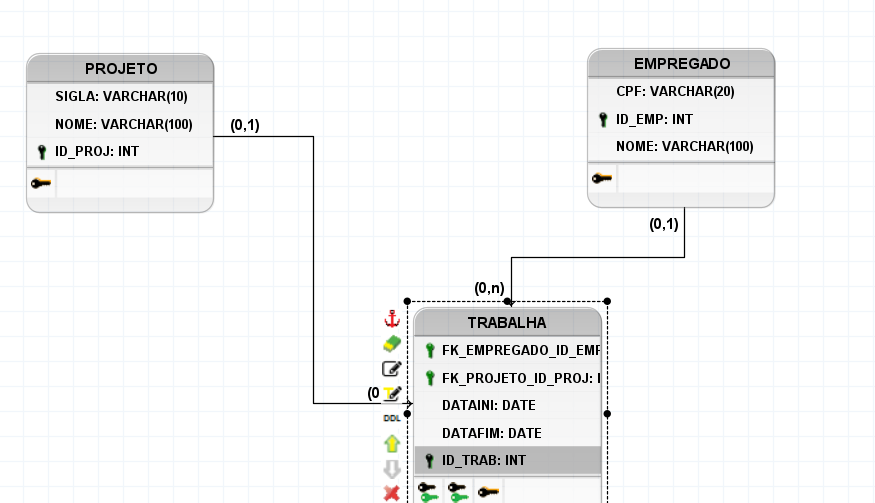 PROJETO
SIGLA: VARCHAR(10)
NOME: VARCHAR(100)
ID_PROJ: INT
(0,1)
EMPREGADO
CPF: VARCHAR(20)
ID_EMP: INT
NOME: VARCHAR(100)
(0,1)
(0,n)
TRABALHA
FK_EMPREGADO_ID_EMP
FK_PROJETO_ID_PROJ: I
(0
DATAINI: DATE
DDL
DATAFIM: DATE
ID_TRAB: INT